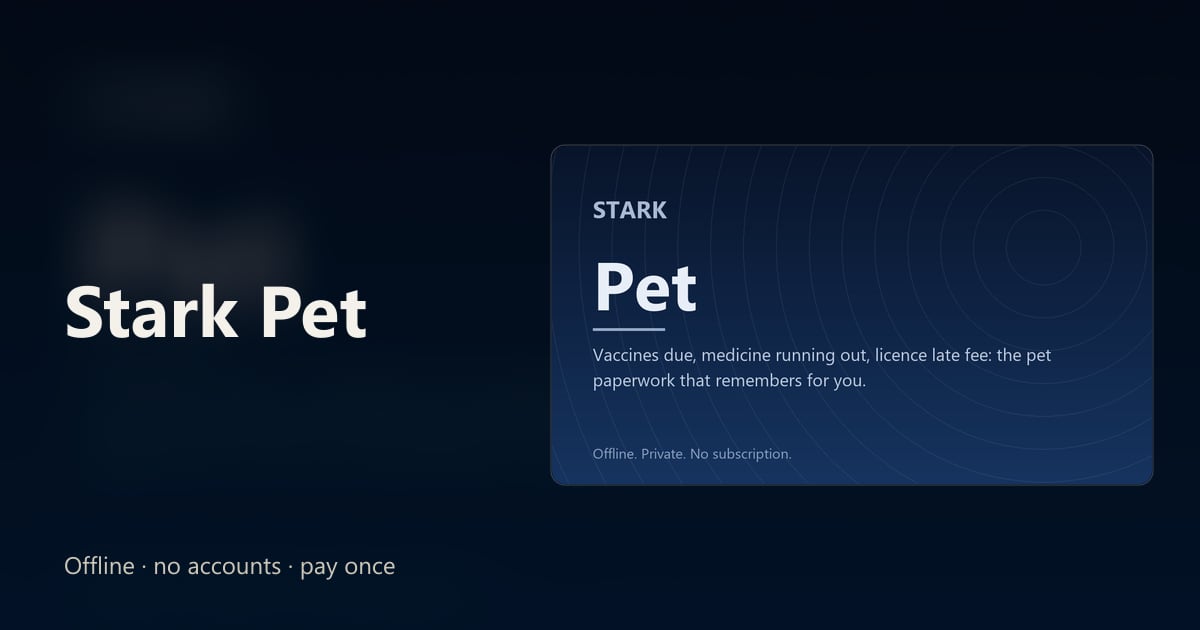 Stark Pet
Offline · no accounts · pay once
STARK
Pet
Vaccines due, medicine running out, licence late fee: the pet
paperwork that remembers for you.
Offline. Private. No subscription.